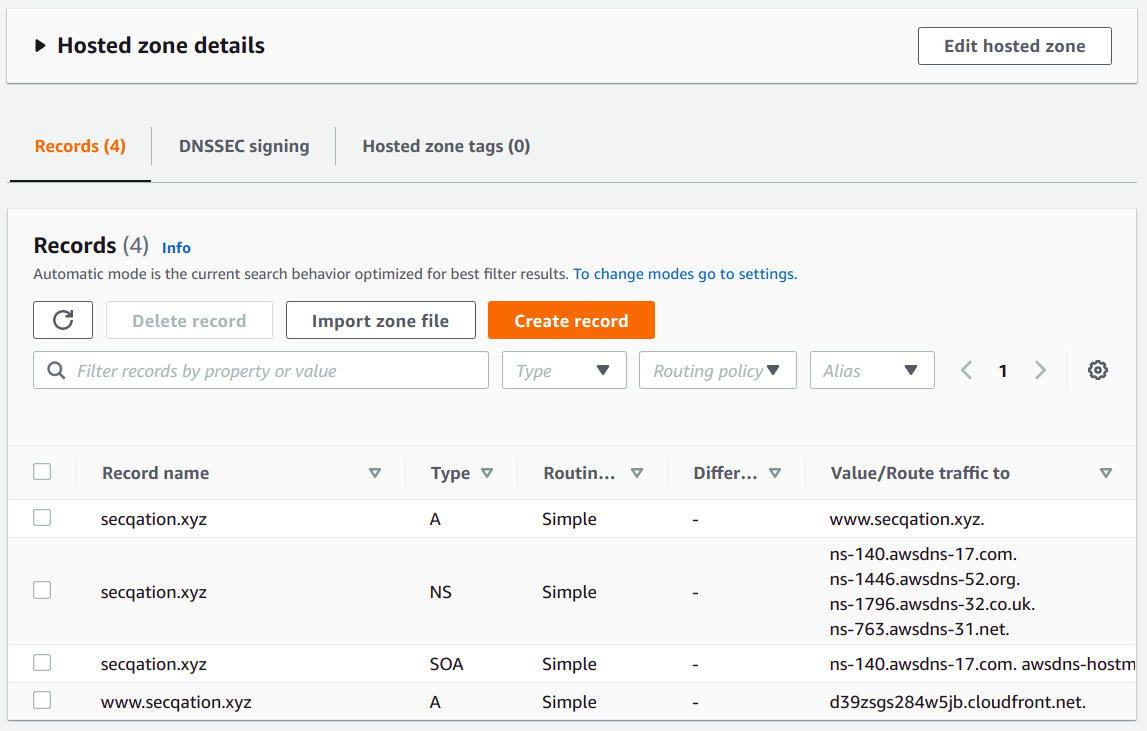 Hosted zone details
Edit hosted zone
Records (4)
DNSSEC signing
Hosted zone tags (0)
Records (4) Info
Automatic mode is the current search behavior optimized for best filter results. To change modes go to settings.
Delete record
Import zone file
Create record
Filter records by property or value
Type
Routing policy
Alias
1
Record name Type Routin... Differ... Value/Route traffic to
secqation.xyz A Simple - www.secqation.xyz.
secqation.xyz NS Simple - ns-140.awsdns-17.com.
ns-1446.awsdns-52.org.
ns-1796.awsdns-32.co.uk.
ns-763.awsdns-31.net.
secqation.xyz SOA Simple - ns-140.awsdns-17.com. awsdns-hostm
www.secqation.xyz A Simple - d39zsgs284w5jb.cloudfront.net.